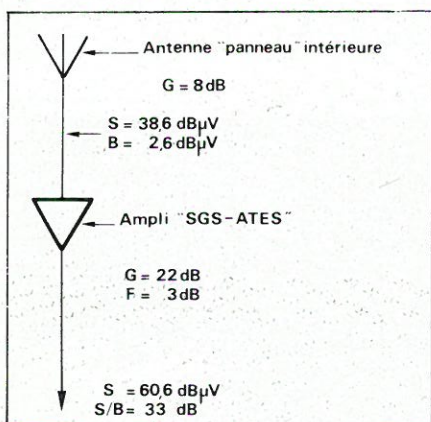 Antenne "panneau" intérieure
G = 8 dB
S = 38,6 dBµV
B = 2,6 dBµV
Ampli "SGS-ATES"
G = 22 dB
F = 3 dB
S = 60,6 dBµV
S/B = 33 dB